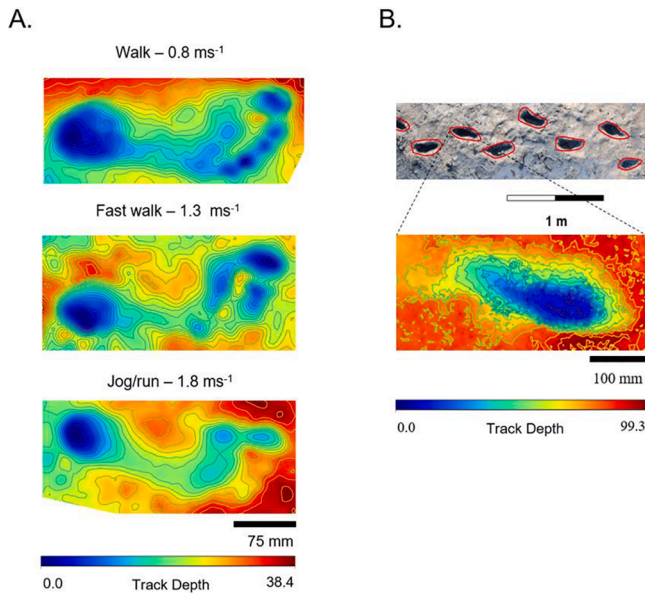 A.
Walk – 0.8 ms-1
Fast walk – 1.3 ms-1
Jog/run – 1.8 ms-1
75 mm
0.0 Track Depth 38.4
B.
1 m
100 mm
0.0 Track Depth 99.3